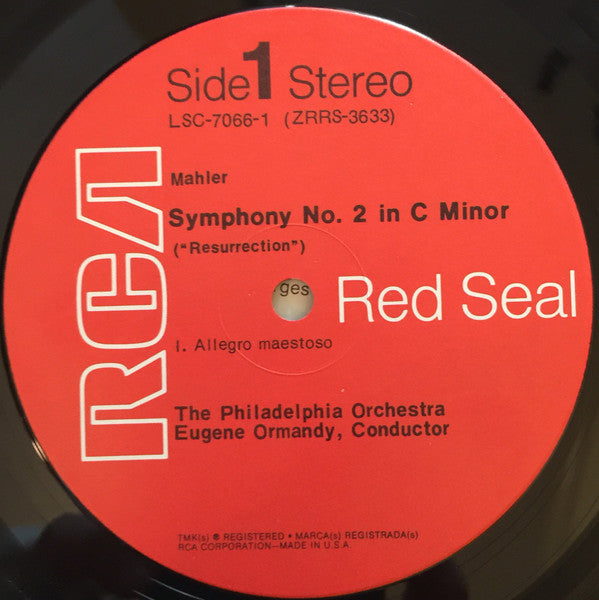 Side 1 Stereo
LSC-7066-1 (ZRRS-3633)
RCA
Mahler
Symphony No. 2 in C Minor
("Resurrection")
ges
Red Seal
I. Allegro maestoso
The Philadelphia Orchestra
Eugene Ormandy, Conductor
TMK(s) ® REGISTERED • MARCA(s) REGISTRADA(s)
RCA CORPORATION—MADE IN U.S.A.